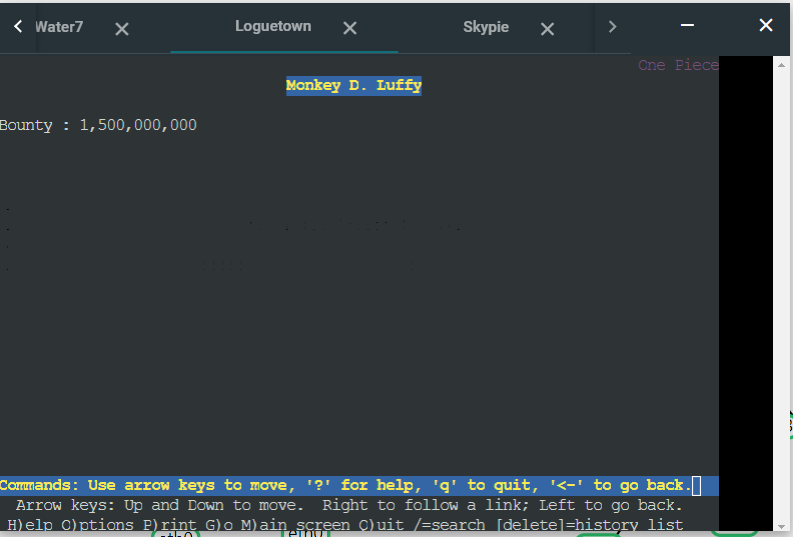 Water7 Loguetown Skypie
One Piece
Monkey D. Luffy
Bounty : 1,500,000,000
Commands: Use arrow keys to move, '?' for help, 'q' to quit, '<-' to go back.
Arrow keys: Up and Down to move. Right to follow a link; Left to go back.
H)elp O)ptions P)rint G)o M)ain screen Q)uit /=search [delete]=history list
eth0 eth0